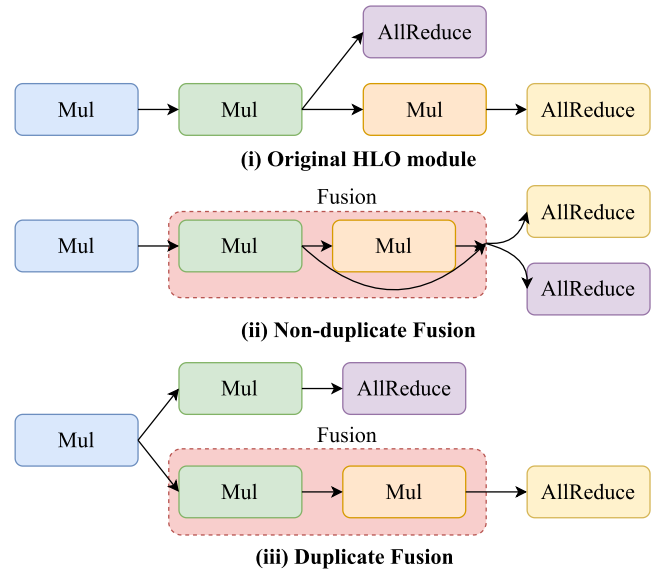 AllReduce
Mul
Mul
Mul
AllReduce
(i) Original HLO module
Fusion
Mul
Mul
Mul
AllReduce
AllReduce
(ii) Non-duplicate Fusion
Mul
AllReduce
Mul
Fusion
Mul
Mul
AllReduce
(iii) Duplicate Fusion